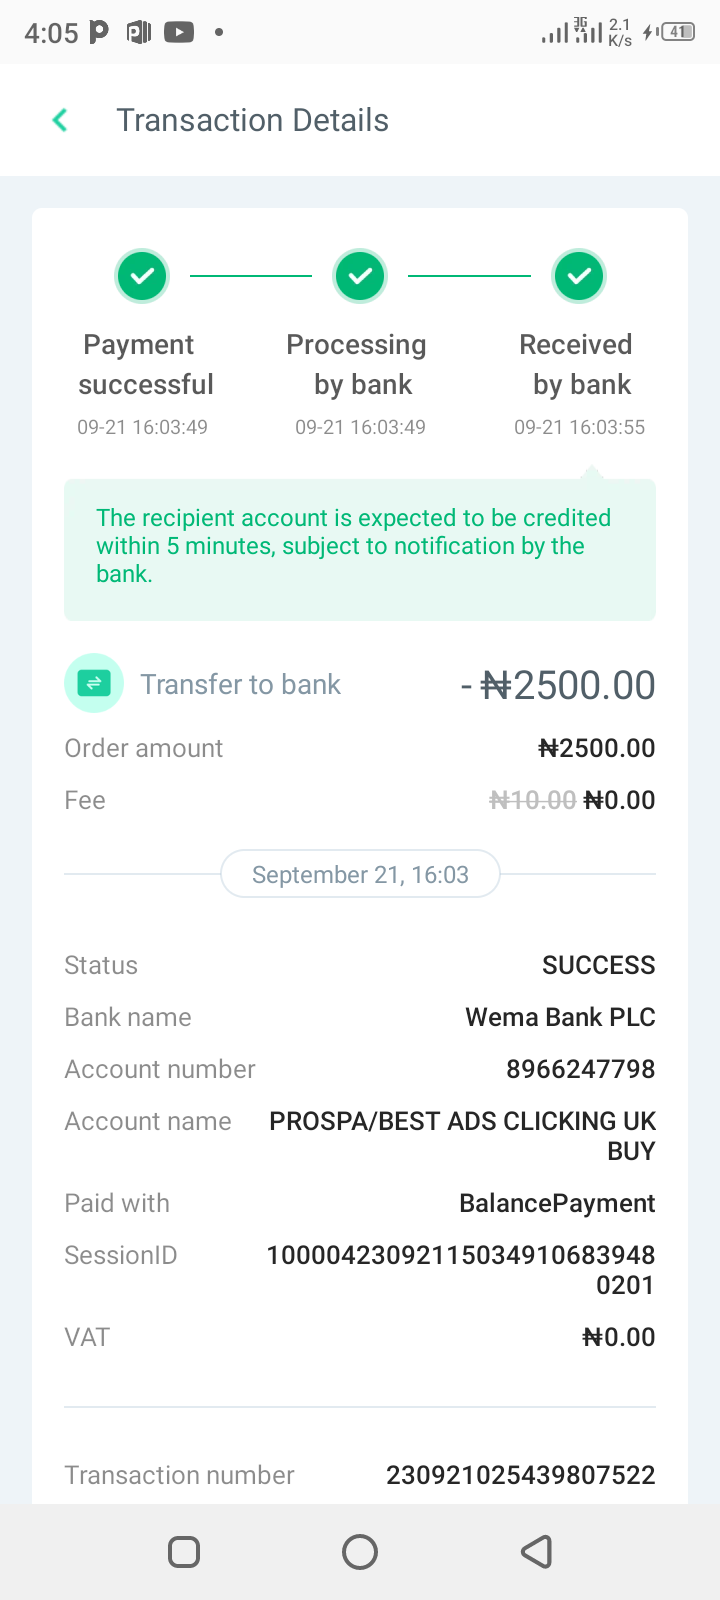 4:05
3G
2.1
K/s
41
Transaction Details
Payment
successful
09-21 16:03:49
Processing
by bank
09-21 16:03:49
Received
by bank
09-21 16:03:55
The recipient account is expected to be credited
within 5 minutes, subject to notification by the
bank.
Transfer to bank -₦2500.00
Order amount ₦2500.00
Fee ₦10.00 ₦0.00
September 21, 16:03
Status SUCCESS
Bank name Wema Bank PLC
Account number 8966247798
Account name PROSPA/BEST ADS CLICKING UK
BUY
Paid with BalancePayment
SessionID 10000423092115034910683948
0201
VAT ₦0.00
Transaction number 230921025439807522